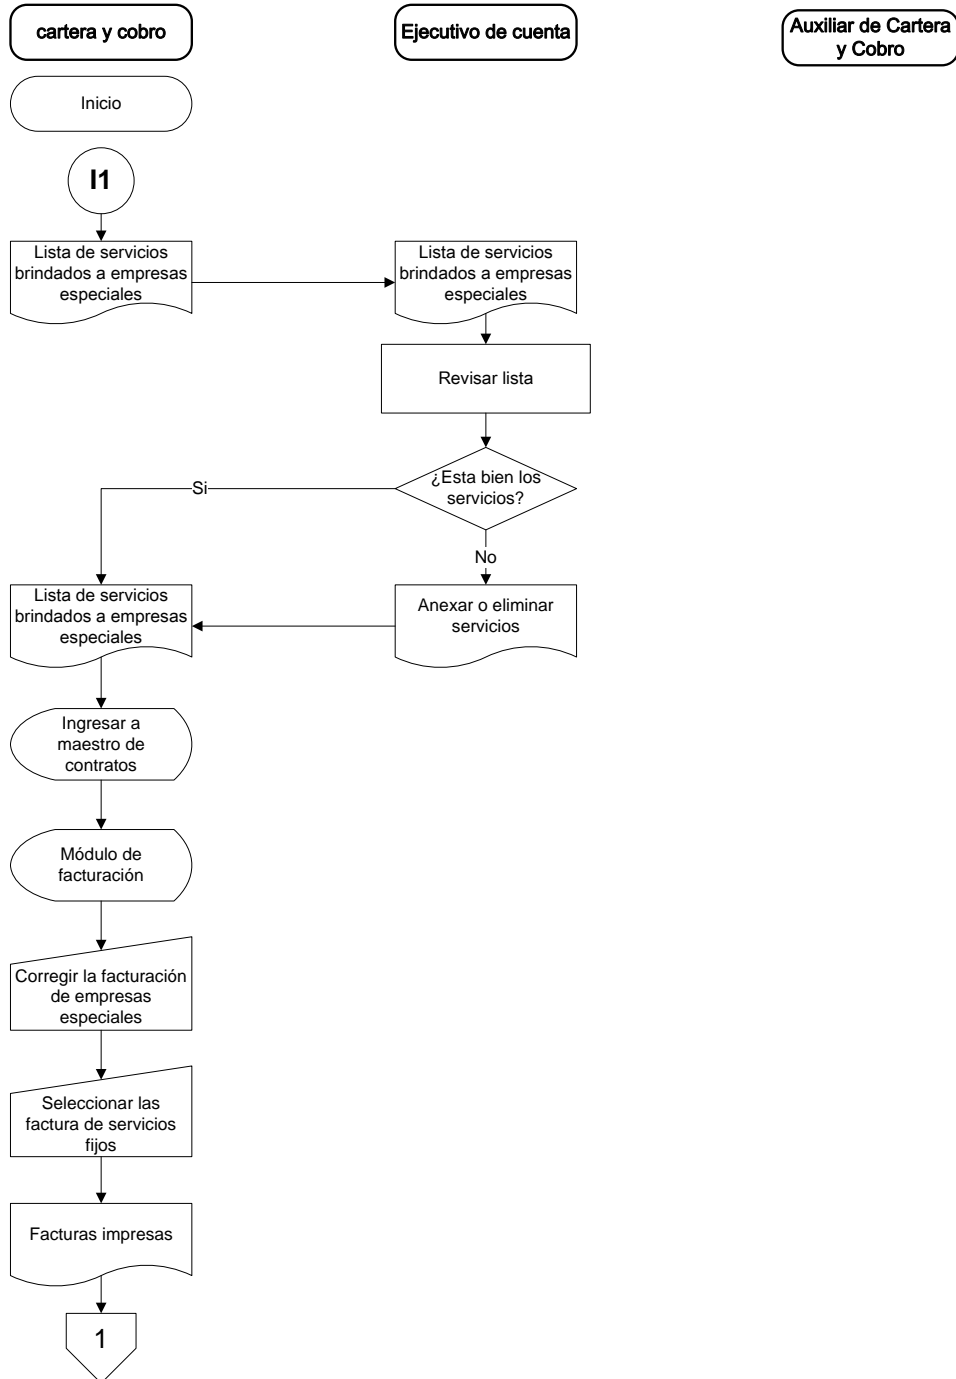 cartera y cobro
Ejecutivo de cuenta
Auxiliar de Cartera
y Cobro
Inicio
I1
Lista de servicios
brindados a empresas
especiales
Lista de servicios
brindados a empresas
especiales
Revisar lista
¿Esta bien los
servicios?
Si
No
Lista de servicios
brindados a empresas
especiales
Anexar o eliminar
servicios
Ingresar a
maestro de
contratos
Módulo de
facturación
Corregir la facturación
de empresas
especiales
Seleccionar las
factura de servicios
fijos
Facturas impresas
1